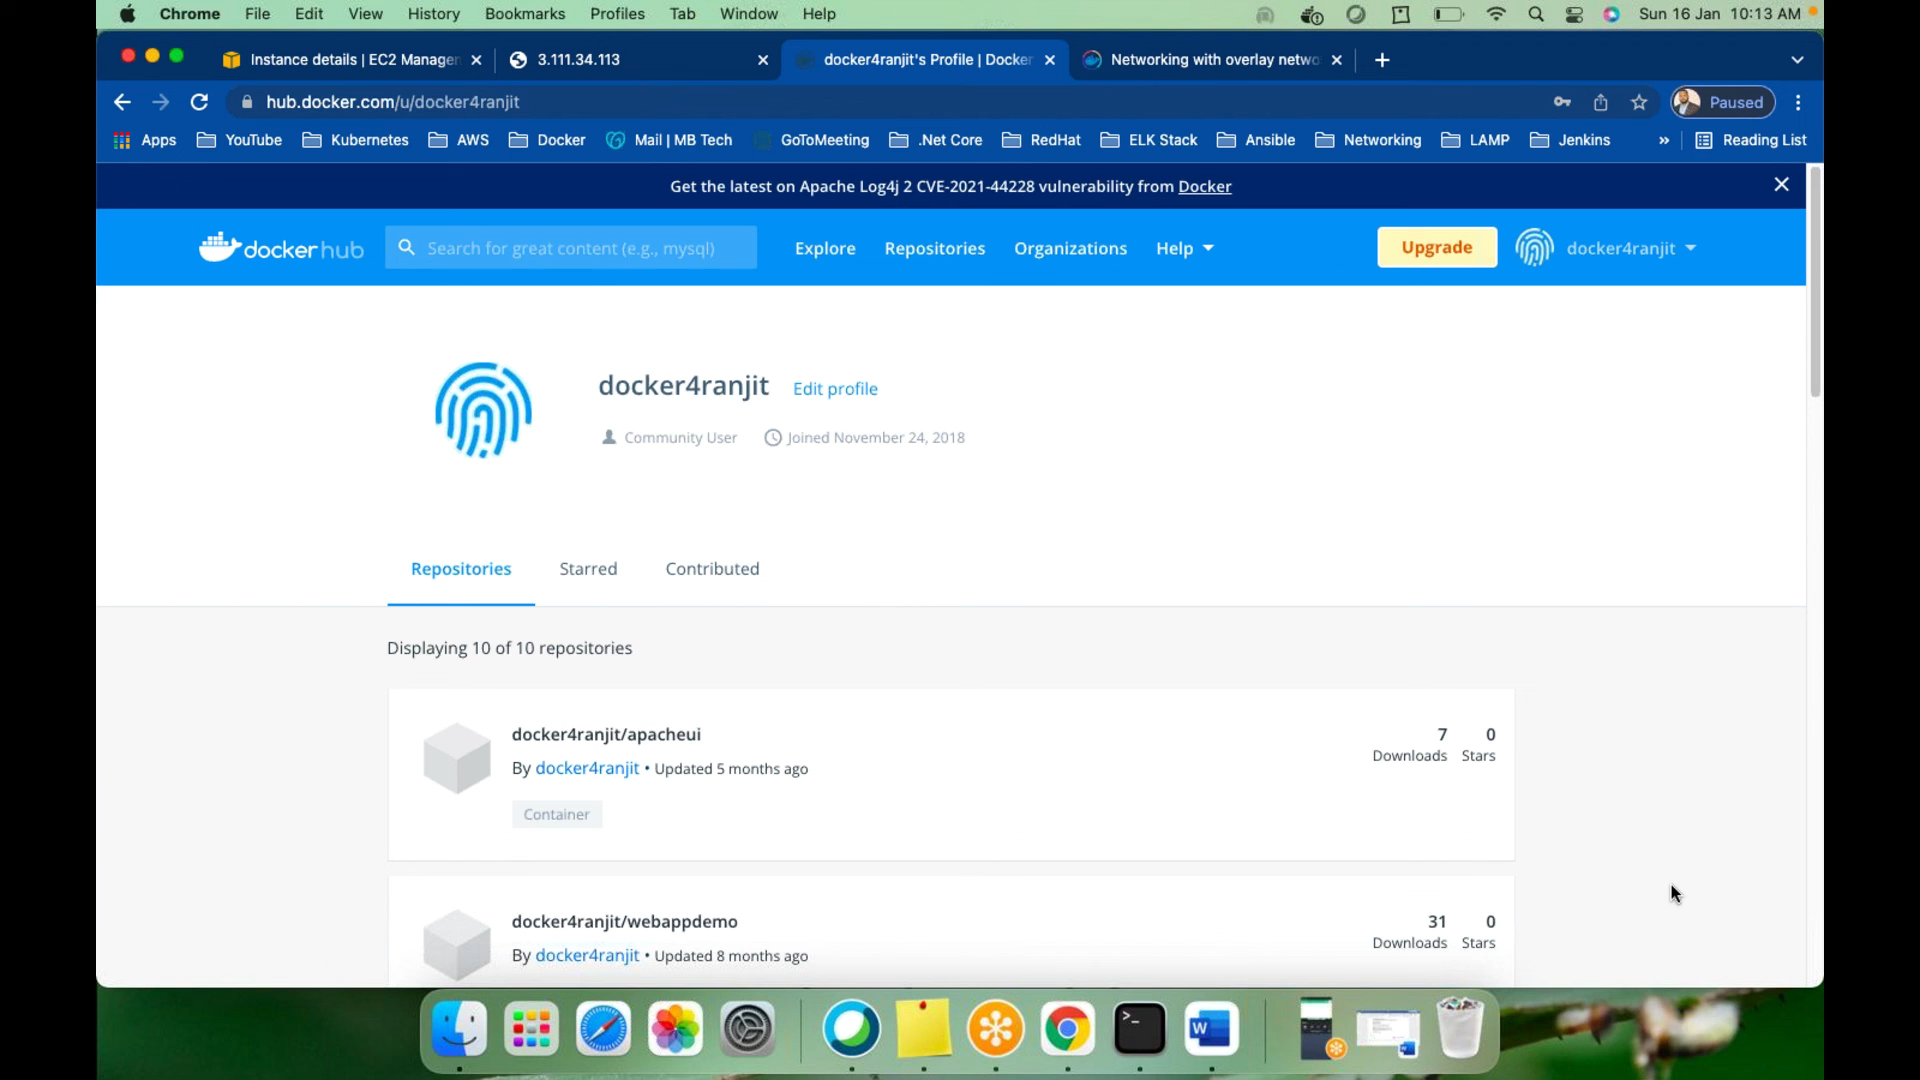 Chrome File Edit View History Bookmarks Profiles Tab Window Help Sun 16 Jan 10:13 AM
Instance details | EC2 Manager 3.111.34.113 docker4ranjit's Profile | Docker Networking with overlay netwo
hub.docker.com/u/docker4ranjit Paused
Apps YouTube Kubernetes AWS Docker Mail | MB Tech GoToMeeting .Net Core RedHat ELK Stack Ansible Networking LAMP Jenkins » Reading List
Get the latest on Apache Log4j 2 CVE-2021-44228 vulnerability from Docker
dockerhub Search for great content (e.g., mysql) Explore Repositories Organizations Help Upgrade docker4ranjit
docker4ranjit Edit profile
Community User Joined November 24, 2018
Repositories Starred Contributed
Displaying 10 of 10 repositories
docker4ranjit/apacheui 7 0
Downloads Stars
By docker4ranjit • Updated 5 months ago
Container
docker4ranjit/webappdemo 31 0
Downloads Stars
By docker4ranjit • Updated 8 months ago